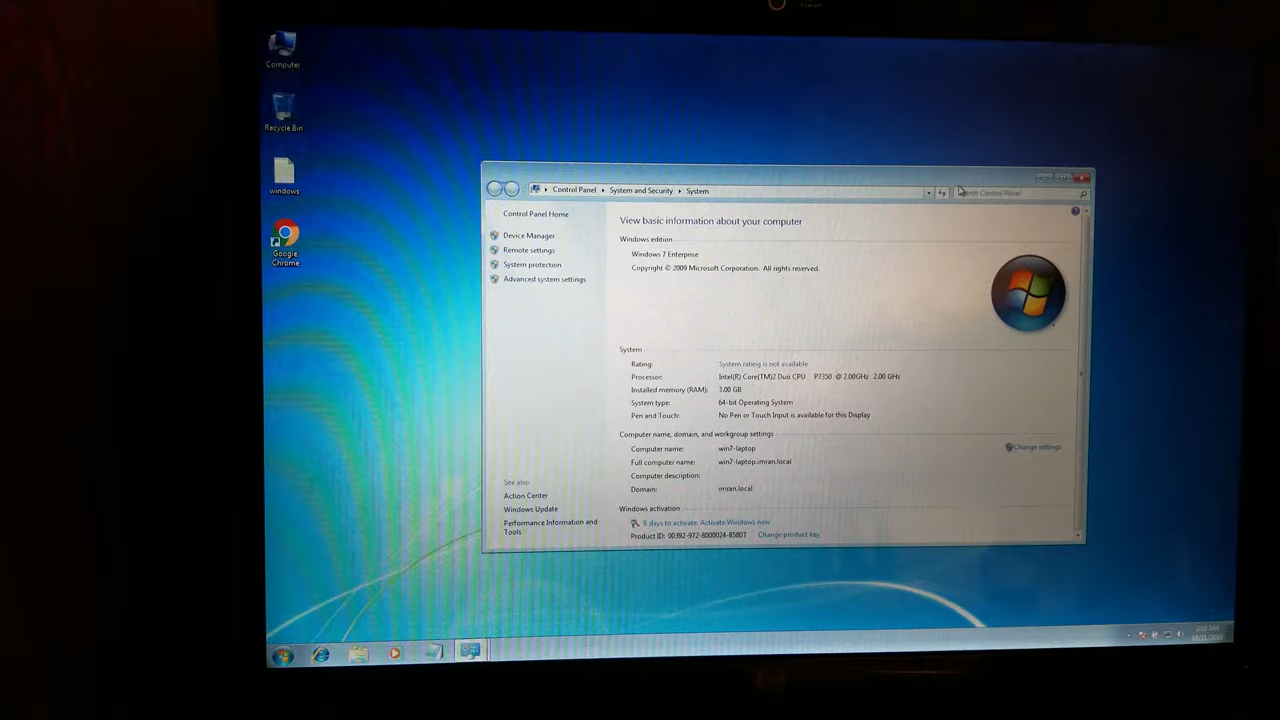 Computer
Recycle Bin
windows
Google
Chrome
Control Panel System and Security System
Search Control Panel
Control Panel Home
Device Manager
Remote settings
System protection
Advanced system settings
See also
Action Center
Windows Update
Performance Information and
Tools
View basic information about your computer
Windows edition
Windows 7 Enterprise
Copyright © 2009 Microsoft Corporation. All rights reserved.
System
Rating: System rating is not available
Processor: Intel(R) Core(TM)2 Duo CPU P7350 @ 2.00GHz 2.00 GHz
Installed memory (RAM): 3.00 GB
System type: 64-bit Operating System
Pen and Touch: No Pen or Touch Input is available for this Display
Computer name, domain, and workgroup settings
Computer name: win7-laptop
Change settings
Full computer name: win7-laptop.imran.local
Computer description:
Domain: imran.local
Windows activation
8 days to activate. Activate Windows now
Product ID: 00392-972-8000024-85807 Change product key